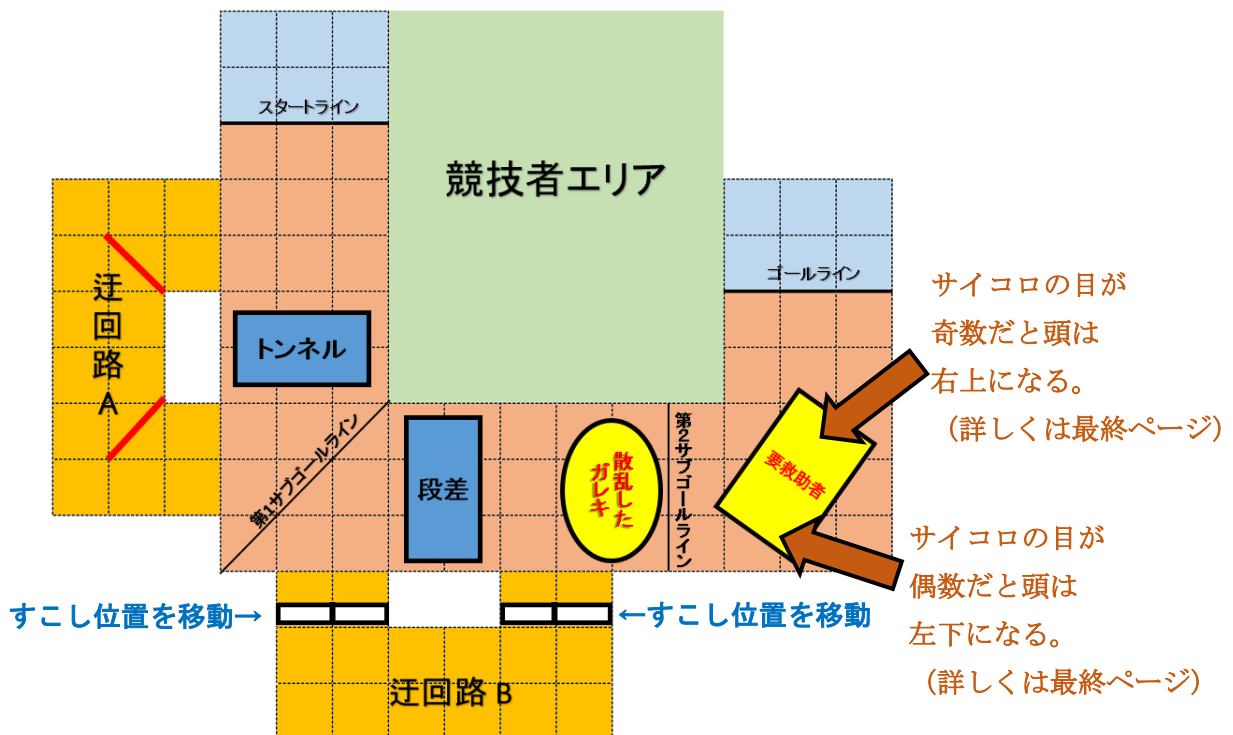 スタートライン
競技者エリア
ゴールライン
迂回路A
トンネル
第1サブゴールライン
段差
散乱した
ガレキ
第2サブゴールライン
要救助者
サイコロの目が
奇数だと頭は
右上になる。
（詳しくは最終ページ）
サイコロの目が
偶数だと頭は
左下になる。
（詳しくは最終ページ）
すこし位置を移動→
←すこし位置を移動
迂回路 B